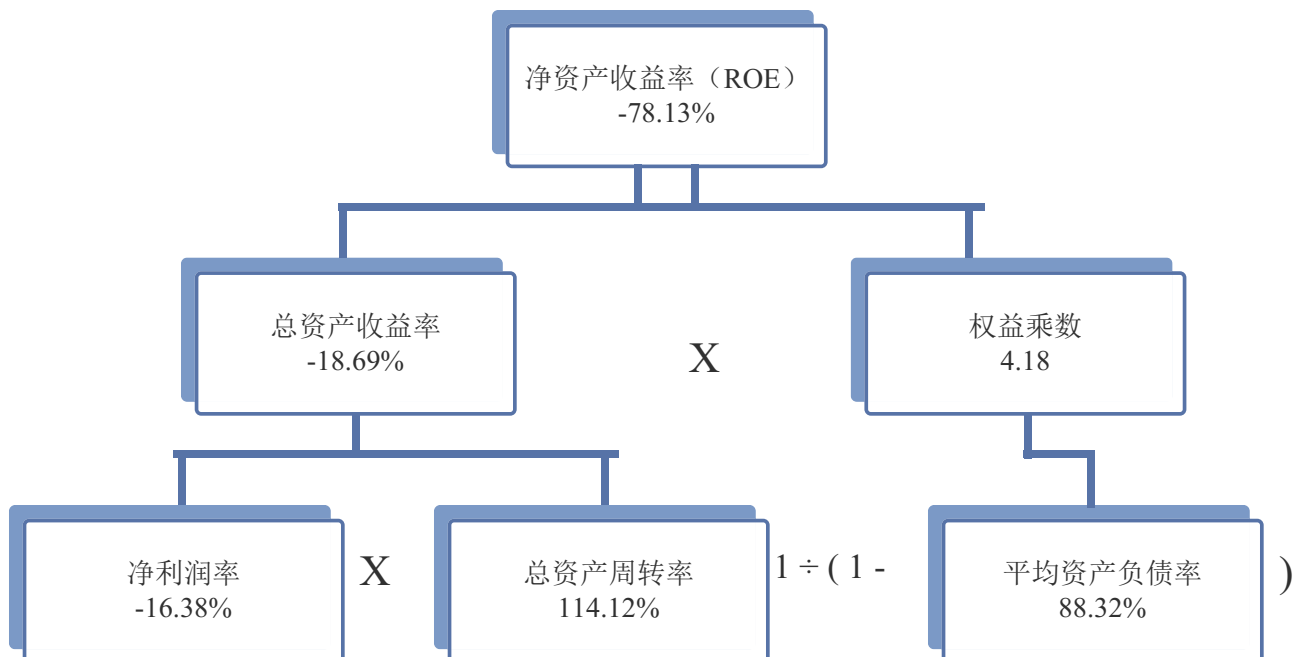 净资产收益率（ROE）
-78.13%
总资产收益率
-18.69%
X
权益乘数
4.18
净利润率
-16.38%
X
总资产周转率
114.12%
1 ÷ ( 1 -
平均资产负债率
88.32%
)